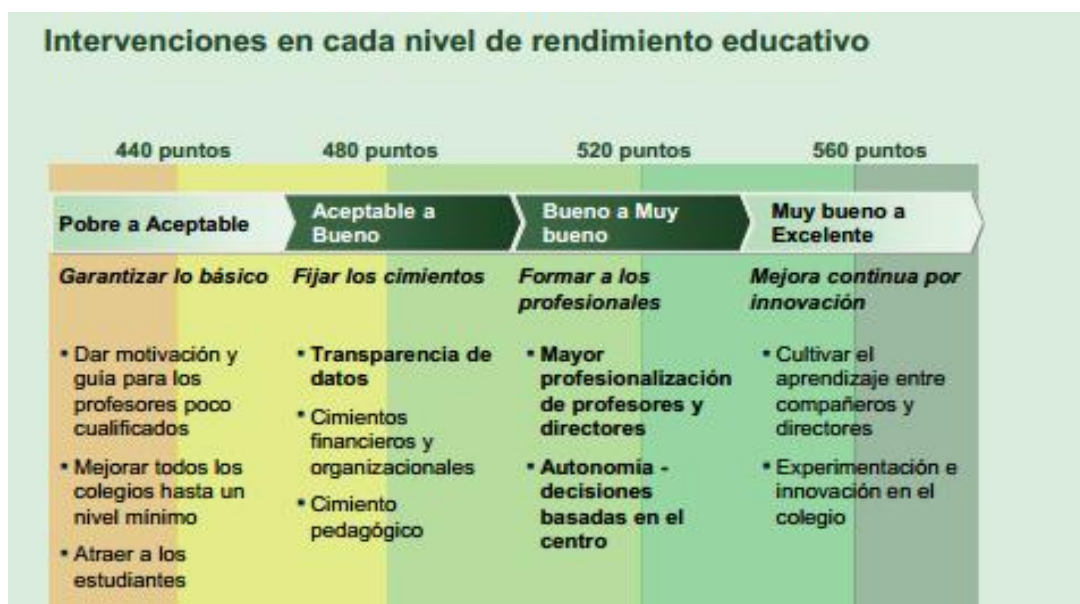 Intervenciones en cada nivel de rendimiento educativo
440 puntos
480 puntos
520 puntos
560 puntos
Pobre a Aceptable
Aceptable a
Bueno
Bueno a Muy
bueno
Muy bueno a
Excelente
Garantizar lo básico
Fijar los cimientos
Formar a los
profesionales
Mejora continua por
innovación
▪ Dar motivación y
guía para los
profesores poco
cualificados
▪ Mejorar todos los
colegios hasta un
nivel mínimo
▪ Atraer a los
estudiantes
▪ Transparencia de
datos
▪ Cimientos
financieros y
organizacionales
▪ Cimiento
pedagógico
▪ Mayor
profesionalización
de profesores y
directores
▪ Autonomía -
decisiones
basadas en el
centro
▪ Cultivar el
aprendizaje entre
compañeros y
directores
▪ Experimentación e
innovación en el
colegio